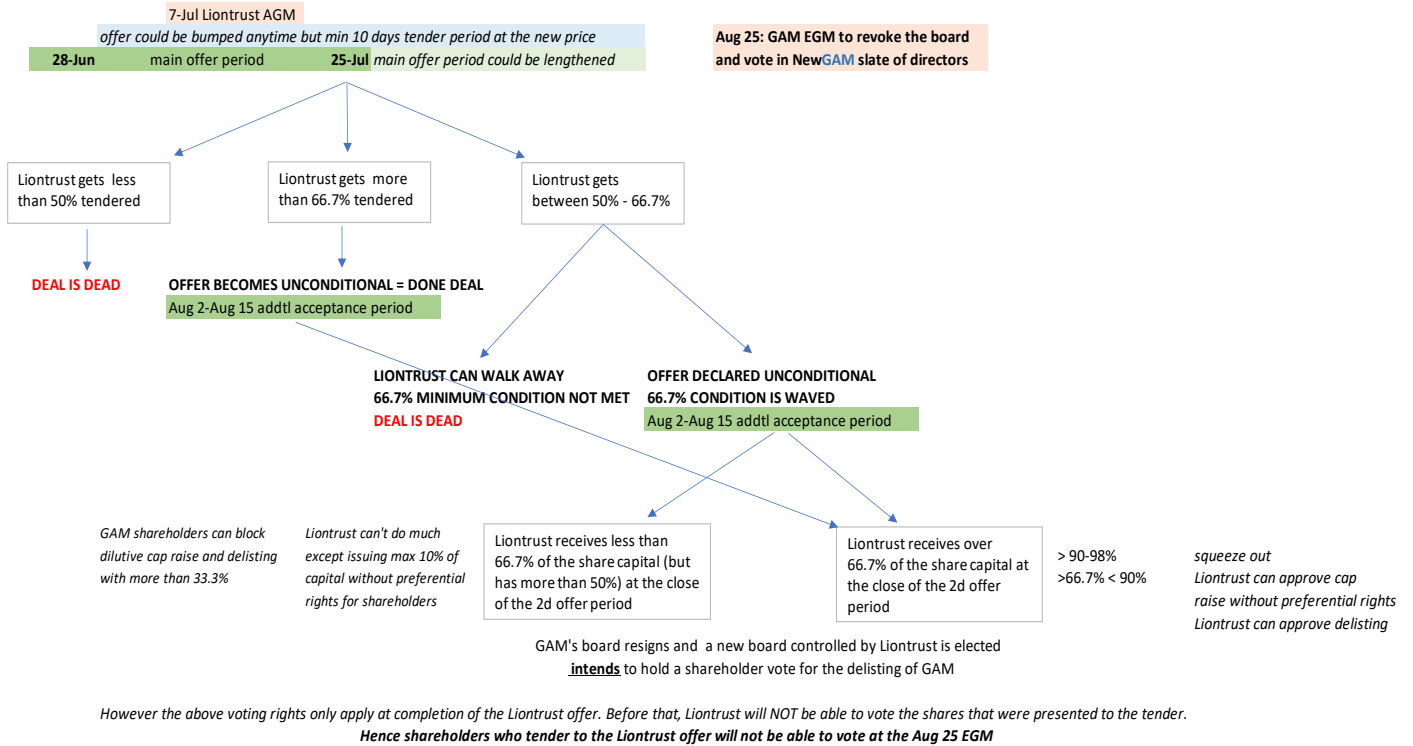 7-Jul Liontrust AGM
offer could be bumped anytime but min 10 days tender period at the new price
28-Jun main offer period 25-Jul main offer period could be lengthened
Aug 25: GAM EGM to revoke the board
and vote in NewGAM slate of directors
Liontrust gets less
than 50% tendered
Liontrust gets more
than 66.7% tendered
Liontrust gets
between 50% - 66.7%
DEAL IS DEAD
OFFER BECOMES UNCONDITIONAL = DONE DEAL
Aug 2-Aug 15 addtl acceptance period
LIONTRUST CAN WALK AWAY
66.7% MINIMUM CONDITION NOT MET
DEAL IS DEAD
OFFER DECLARED UNCONDITIONAL
66.7% CONDITION IS WAVED
Aug 2-Aug 15 addtl acceptance period
GAM shareholders can block
dilutive cap raise and delisting
with more than 33.3%
Liontrust can't do much
except issuing max 10% of
capital without preferential
rights for shareholders
Liontrust receives less than
66.7% of the share capital (but
has more than 50%) at the close
of the 2d offer period
Liontrust receives over
66.7% of the share capital at
the close of the 2d offer
period
> 90-98% squeeze out
>66.7% < 90% Liontrust can approve cap
raise without preferential rights
Liontrust can approve delisting
GAM's board resigns and a new board controlled by Liontrust is elected
intends to hold a shareholder vote for the delisting of GAM
However the above voting rights only apply at completion of the Liontrust offer. Before that, Liontrust will NOT be able to vote the shares that were presented to the tender.
Hence shareholders who tender to the Liontrust offer will not be able to vote at the Aug 25 EGM